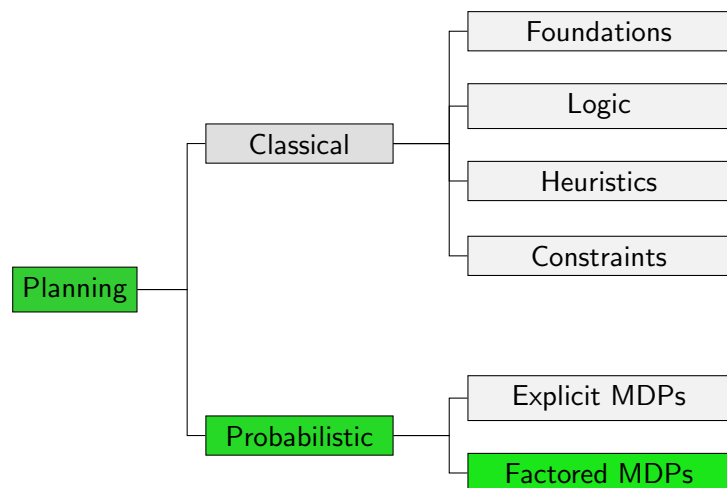 Foundations
Logic
Classical
Heuristics
Constraints
Planning
Explicit MDPs
Probabilistic
Factored MDPs